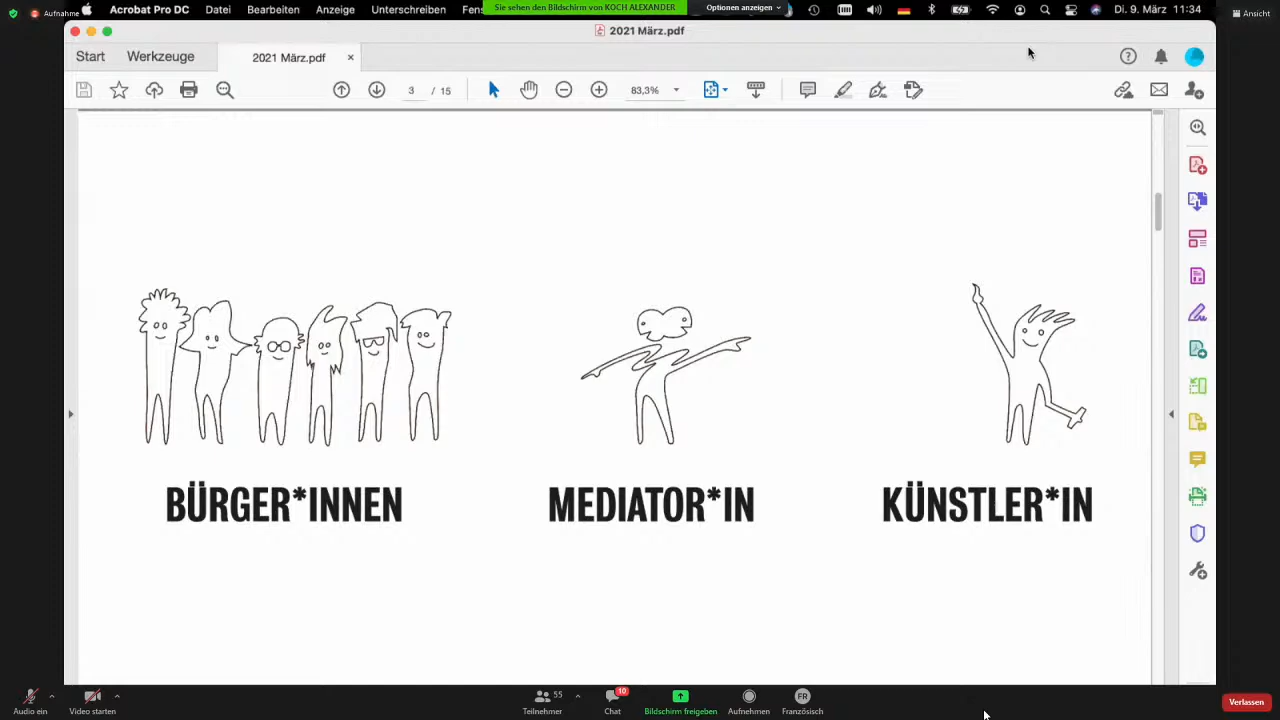 Aufnahme
Acrobat Pro DC Datei Bearbeiten Anzeige Unterschreiben Fen
Sie sehen den Bildschirm von KOCH ALEXANDER
Optionen anzeigen
Di. 9. März 11:34
Ansicht
2021 März.pdf
Start Werkzeuge 2021 März.pdf
3 / 15 83,3%
BÜRGER*INNEN
MEDIATOR*IN
KÜNSTLER*IN
55 10 FR
Audio ein Video starten Teilnehmer Chat Bildschirm freigeben Aufnehmen Französisch Verlassen